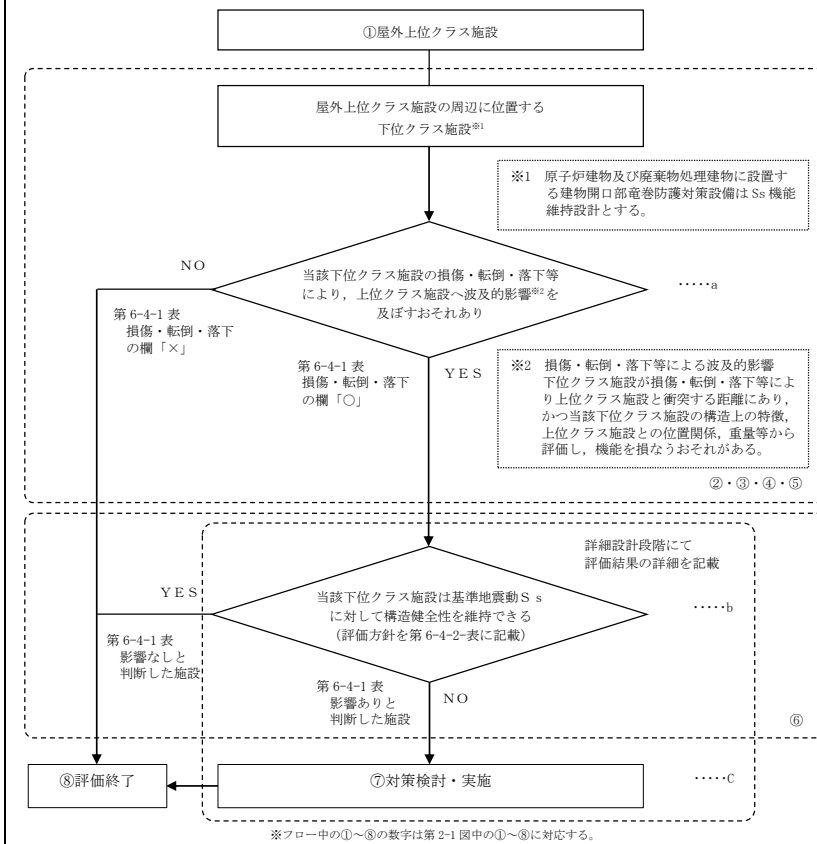 ①屋外上位クラス施設
屋外上位クラス施設の周辺に位置する
下位クラス施設※1
※1 原子炉建物及び廃棄物処理建物に設置す
る建物開口部竜巻防護対策設備は Ss 機能
維持設計とする。
NO
当該下位クラス施設の損傷・転倒・落下等
により，上位クラス施設へ波及的影響※2を
及ぼすおそれあり
・・・・・a
第 6-4-1 表
損傷・転倒・落下
の欄「×」
第 6-4-1 表
損傷・転倒・落下
の欄「○」
YES
※2 損傷・転倒・落下等による波及的影響
下位クラス施設が損傷・転倒・落下等によ
り上位クラス施設と衝突する距離にあり，
かつ当該下位クラス施設の構造上の特徴，
上位クラス施設との位置関係，重量等から
評価し，機能を損なうおそれがある。
②・③・④・⑤
詳細設計段階にて
評価結果の詳細を記載
YES
当該下位クラス施設は基準地震動Ｓｓ
に対して構造健全性を維持できる
(評価方針を第 6-4-2-表に記載)
・・・・・b
第 6-4-1 表
影響なしと
判断した施設
第 6-4-1 表
影響ありと
判断した施設
NO
⑥
⑧評価終了
⑦対策検討・実施
・・・・・C
※フロー中の①～⑧の数字は第 2-1 図中の①～⑧に対応する。